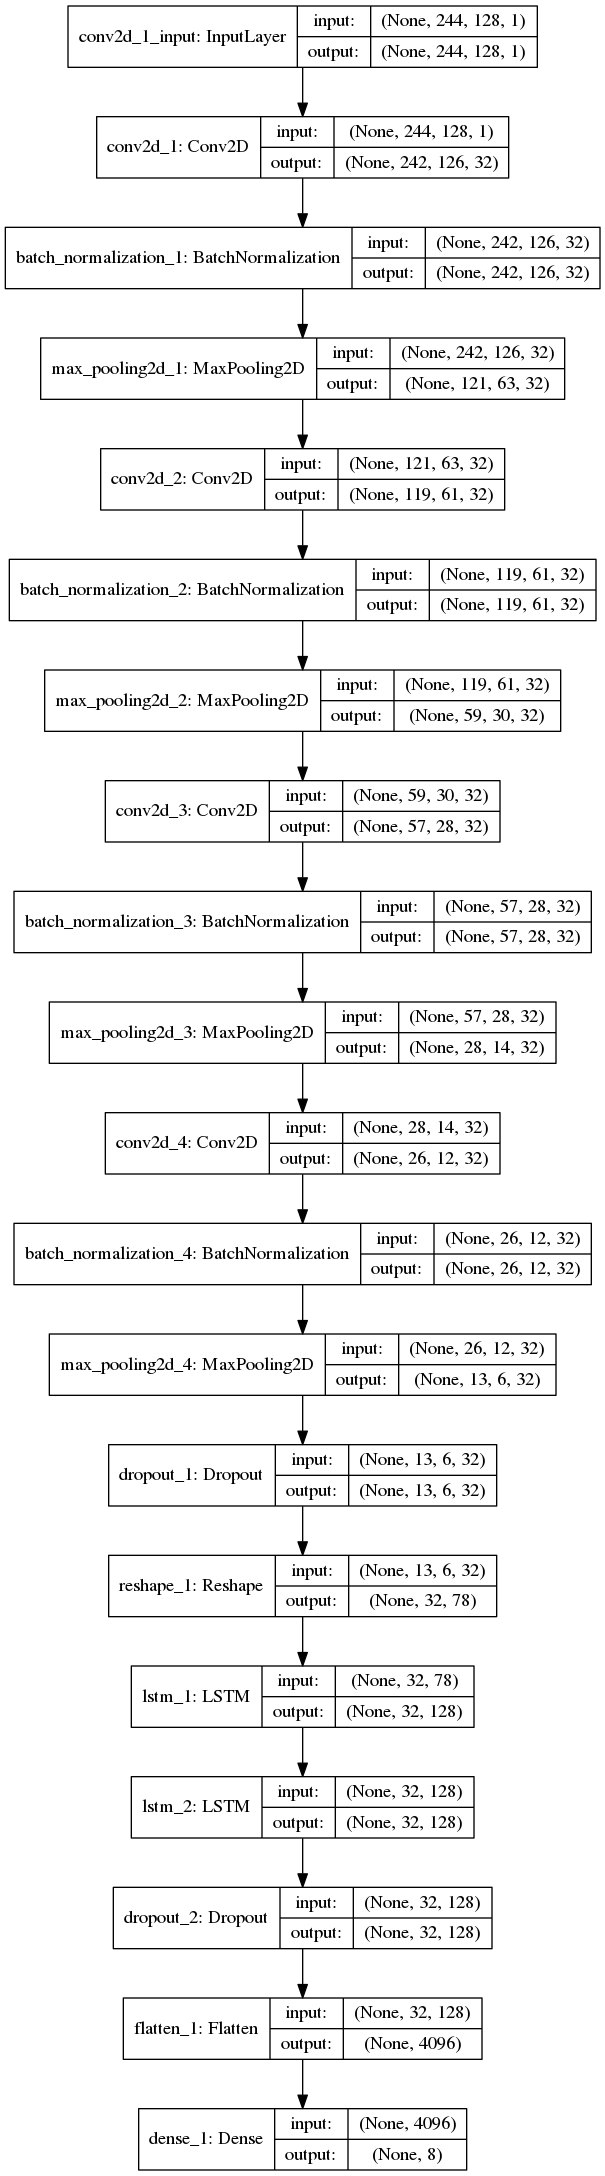 conv2d_1_input: InputLayer
input: (None, 244, 128, 1)
output: (None, 244, 128, 1)
conv2d_1: Conv2D
input: (None, 244, 128, 1)
output: (None, 242, 126, 32)
batch_normalization_1: BatchNormalization
input: (None, 242, 126, 32)
output: (None, 242, 126, 32)
max_pooling2d_1: MaxPooling2D
input: (None, 242, 126, 32)
output: (None, 121, 63, 32)
conv2d_2: Conv2D
input: (None, 121, 63, 32)
output: (None, 119, 61, 32)
batch_normalization_2: BatchNormalization
input: (None, 119, 61, 32)
output: (None, 119, 61, 32)
max_pooling2d_2: MaxPooling2D
input: (None, 119, 61, 32)
output: (None, 59, 30, 32)
conv2d_3: Conv2D
input: (None, 59, 30, 32)
output: (None, 57, 28, 32)
batch_normalization_3: BatchNormalization
input: (None, 57, 28, 32)
output: (None, 57, 28, 32)
max_pooling2d_3: MaxPooling2D
input: (None, 57, 28, 32)
output: (None, 28, 14, 32)
conv2d_4: Conv2D
input: (None, 28, 14, 32)
output: (None, 26, 12, 32)
batch_normalization_4: BatchNormalization
input: (None, 26, 12, 32)
output: (None, 26, 12, 32)
max_pooling2d_4: MaxPooling2D
input: (None, 26, 12, 32)
output: (None, 13, 6, 32)
dropout_1: Dropout
input: (None, 13, 6, 32)
output: (None, 13, 6, 32)
reshape_1: Reshape
input: (None, 13, 6, 32)
output: (None, 32, 78)
lstm_1: LSTM
input: (None, 32, 78)
output: (None, 32, 128)
lstm_2: LSTM
input: (None, 32, 128)
output: (None, 32, 128)
dropout_2: Dropout
input: (None, 32, 128)
output: (None, 32, 128)
flatten_1: Flatten
input: (None, 32, 128)
output: (None, 4096)
dense_1: Dense
input: (None, 4096)
output: (None, 8)